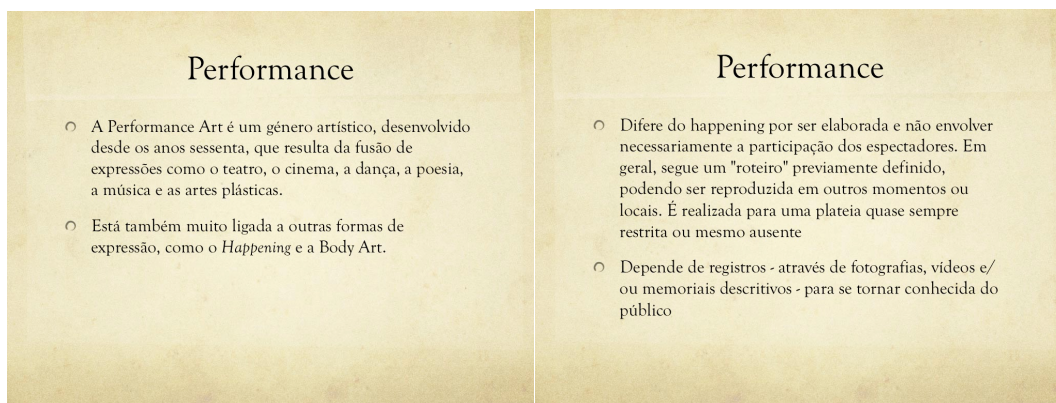 Performance
A Performance Art é um género artístico, desenvolvido
desde os anos sessenta, que resulta da fusão de
expressões como o teatro, o cinema, a dança, a poesia,
a música e as artes plásticas.
Está também muito ligada a outras formas de
expressão, como o Happening e a Body Art.
Performance
Difere do happening por ser elaborada e não envolver
necessariamente a participação dos espectadores. Em
geral, segue um "roteiro" previamente definido,
podendo ser reproduzida em outros momentos ou
locais. É realizada para uma plateia quase sempre
restrita ou mesmo ausente
Depende de registros - através de fotografias, vídeos e/
ou memoriais descritivos - para se tornar conhecida do
público